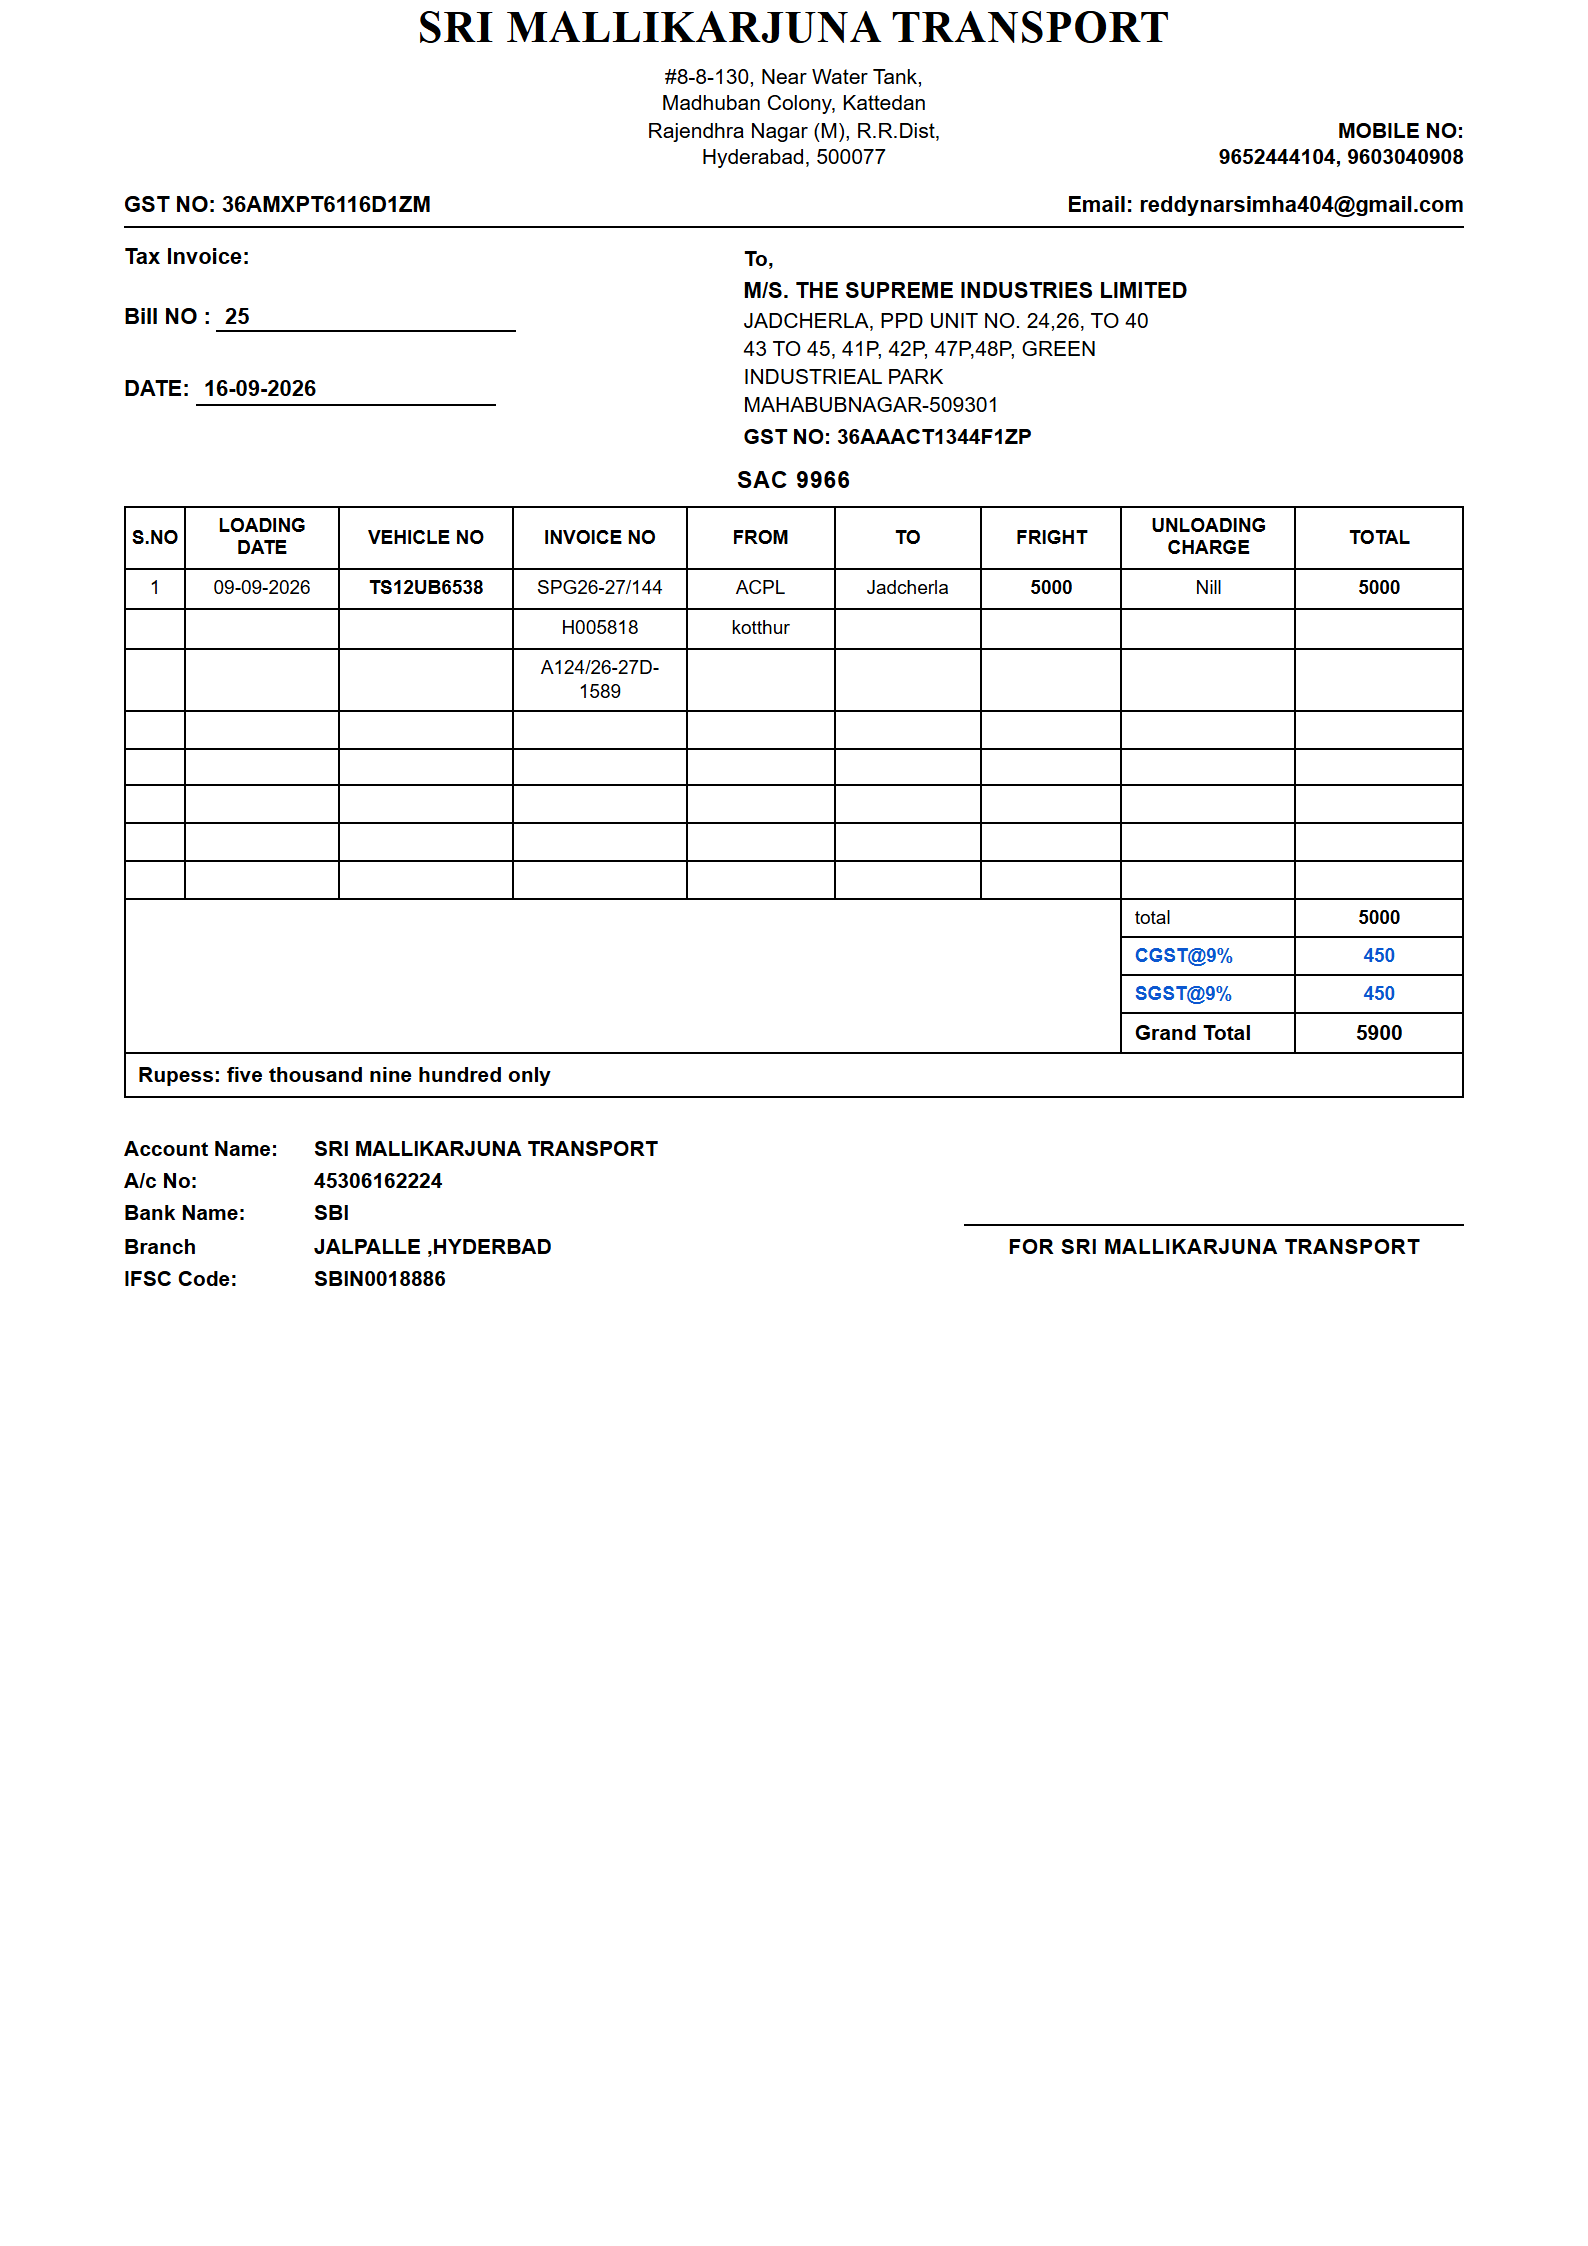 SRI MALLIKARJUNA TRANSPORT
#8-8-130, Near Water Tank,
Madhuban Colony, Kattedan
Rajendhra Nagar (M), R.R.Dist,
Hyderabad, 500077
MOBILE NO:
9652444104, 9603040908
GST NO: 36AMXPT6116D1ZM
Email: reddynarsimha404@gmail.com
Tax Invoice:
Bill NO : 25
DATE: 16-09-2026
To,
M/S. THE SUPREME INDUSTRIES LIMITED
JADCHERLA, PPD UNIT NO. 24,26, TO 40
43 TO 45, 41P, 42P, 47P,48P, GREEN
INDUSTRIEAL PARK
MAHABUBNAGAR-509301
GST NO: 36AAACT1344F1ZP
SAC 9966
S.NO LOADING DATE VEHICLE NO INVOICE NO FROM TO FRIGHT UNLOADING CHARGE TOTAL
1 09-09-2026 TS12UB6538 SPG26-27/144 ACPL Jadcherla 5000 Nill 5000
H005818 kotthur
A124/26-27D-
1589
total 5000
CGST@9% 450
SGST@9% 450
Grand Total 5900
Rupess: five thousand nine hundred only
Account Name: SRI MALLIKARJUNA TRANSPORT
A/c No: 45306162224
Bank Name: SBI
Branch JALPALLE ,HYDERBAD
IFSC Code: SBIN0018886
FOR SRI MALLIKARJUNA TRANSPORT